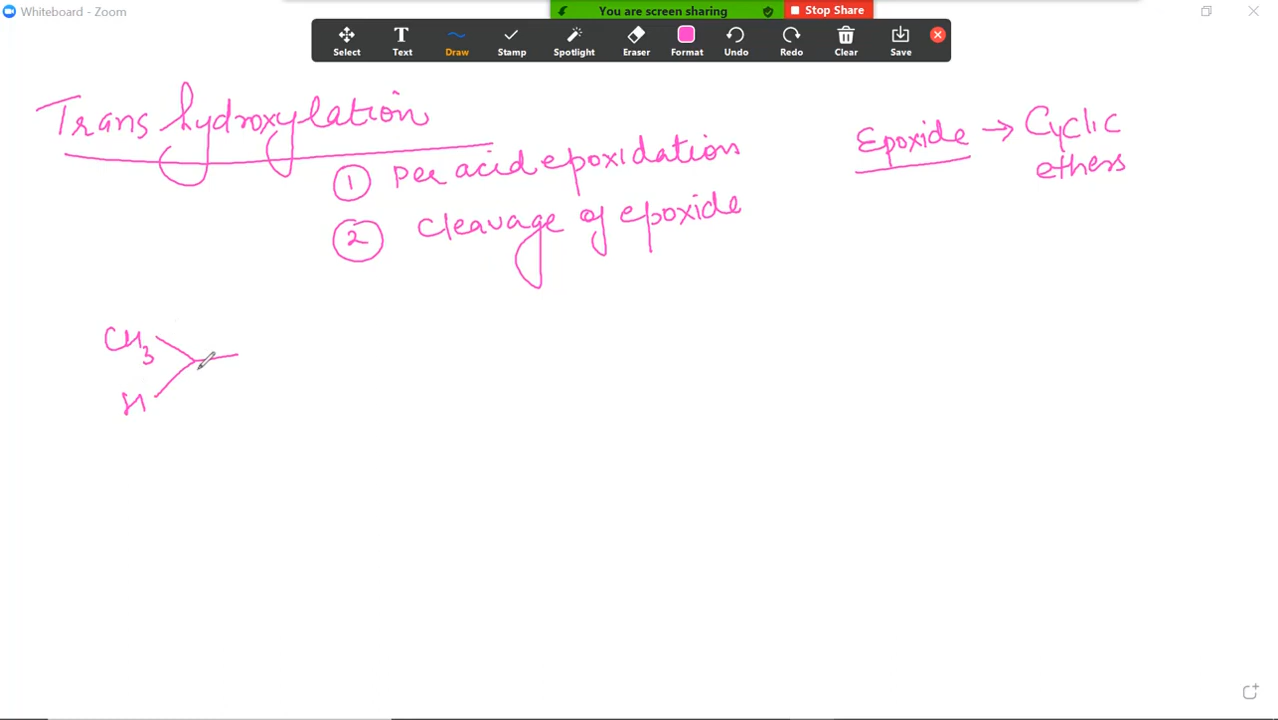 Whiteboard - Zoom
You are screen sharing
Stop Share
Select
Text
Draw
Stamp
Spotlight
Eraser
Format
Undo
Redo
Clear
Save
Trans hydroxylation
1 Per acid epoxidation
2 Cleavage of epoxide
Epoxide → Cyclic
ethers
CH3
H